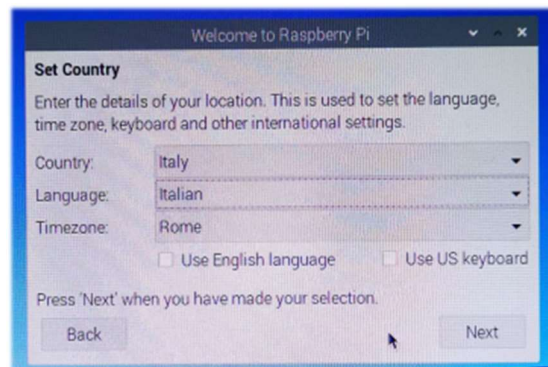 Welcome to Raspberry Pi
Set Country
Enter the details of your location. This is used to set the language,
time zone, keyboard and other international settings.
Country: Italy
Language: Italian
Timezone: Rome
Use English language Use US keyboard
Press 'Next' when you have made your selection.
Back Next